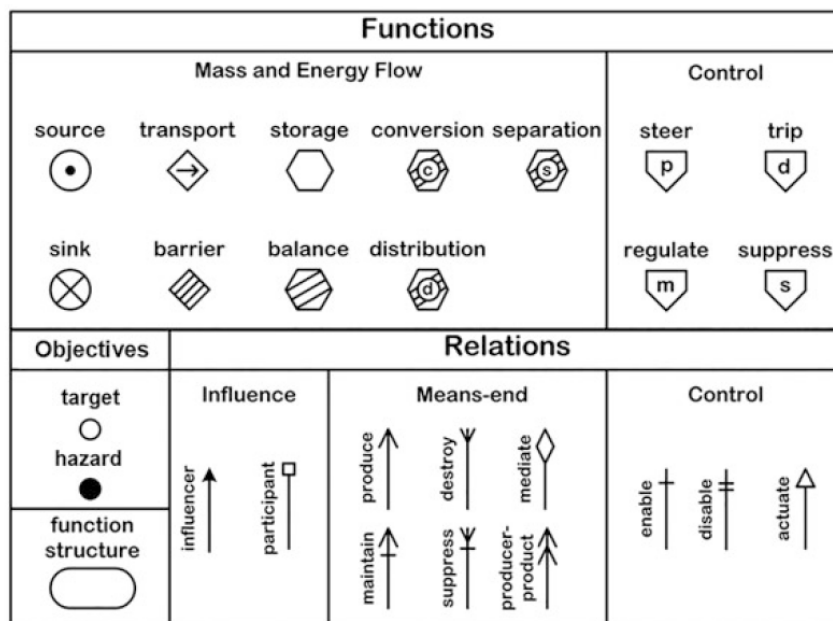 Functions
Mass and Energy Flow
Control
source transport storage conversion separation
c
s
steer trip
p
d
sink barrier balance distribution
d
regulate suppress
m
s
Objectives
Relations
target
hazard
function
structure
Influence
influencer
participant
Means-end
produce
destroy
mediate
maintain
suppress
producer-
product
Control
enable
disable
actuate